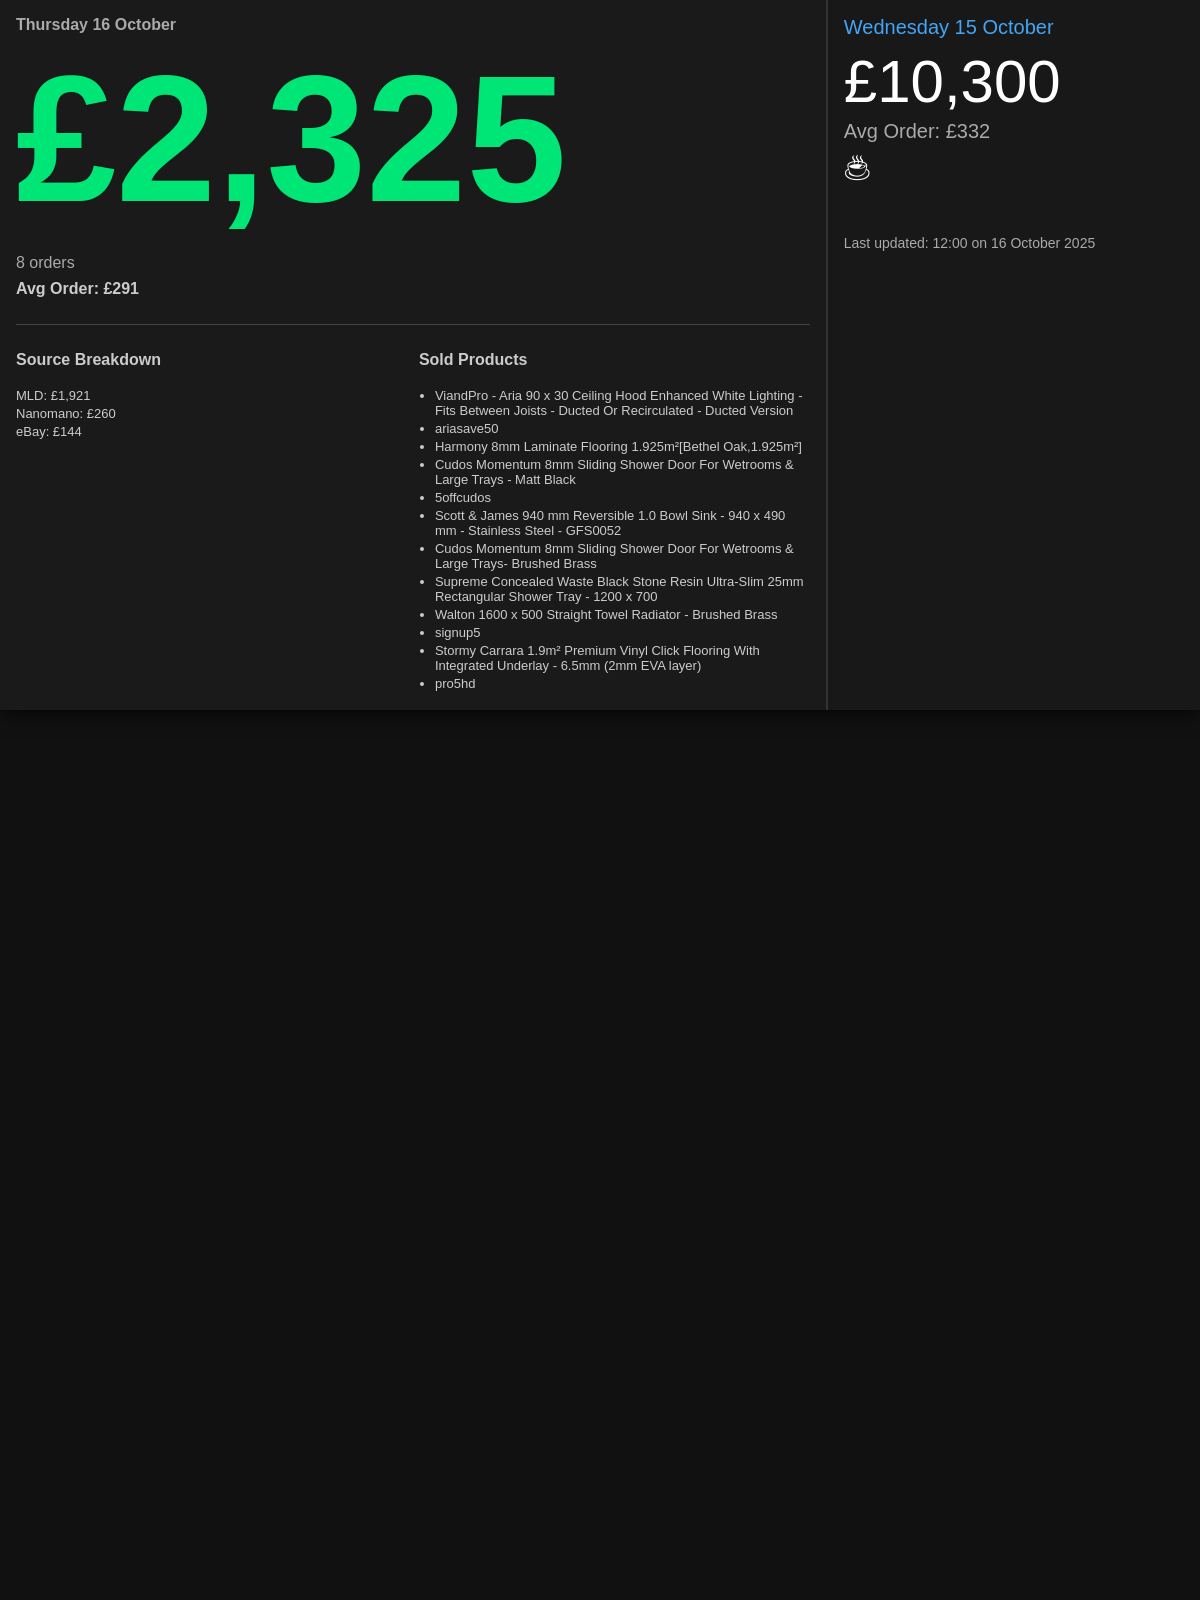 Thursday 16 October
£2,325
8 orders
Avg Order: £291
Source Breakdown
MLD: £1,921
Nanomano: £260
eBay: £144
Sold Products
ViandPro - Aria 90 x 30 Ceiling Hood Enhanced White Lighting -
Fits Between Joists - Ducted Or Recirculated - Ducted Version
ariasave50
Harmony 8mm Laminate Flooring 1.925m²[Bethel Oak,1.925m²]
Cudos Momentum 8mm Sliding Shower Door For Wetrooms &
Large Trays - Matt Black
5offcudos
Scott & James 940 mm Reversible 1.0 Bowl Sink - 940 x 490
mm - Stainless Steel - GFS0052
Cudos Momentum 8mm Sliding Shower Door For Wetrooms &
Large Trays- Brushed Brass
Supreme Concealed Waste Black Stone Resin Ultra-Slim 25mm
Rectangular Shower Tray - 1200 x 700
Walton 1600 x 500 Straight Towel Radiator - Brushed Brass
signup5
Stormy Carrara 1.9m² Premium Vinyl Click Flooring With
Integrated Underlay - 6.5mm (2mm EVA layer)
pro5hd
Wednesday 15 October
£10,300
Avg Order: £332
Last updated: 12:00 on 16 October 2025